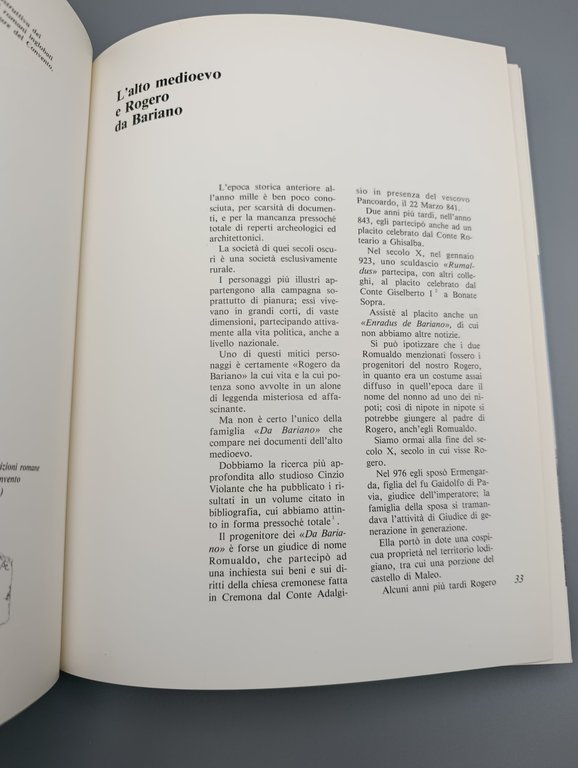 struttiva dei
romani inglobati
ure del Convento.
izioni romane
nvento
)
L'alto medioevo
e Rogero
da Bariano
L'epoca storica anteriore al-
l'anno mille è ben poco cono-
sciuta, per scarsità di documen-
ti, e per la mancanza pressoché
totale di reperti archeologici ed
architettonici.
La società di quei secoli oscu-
ri è una società esclusivamente
rurale.
I personaggi più illustri ap-
partengono alla campagna so-
prattutto di pianura; essi vive-
vano in grandi corti, di vaste
dimensioni, partecipando attiva-
mente alla vita politica, anche a
livello nazionale.
Uno di questi mitici perso-
naggi è certamente «Rogero da
Bariano» la cui vita e la cui po-
tenza sono avvolte in un alone
di leggenda misteriosa ed affa-
scinante.
Ma non è certo l'unico della
famiglia «Da Bariano» che
compare nei documenti dell'alto
medioevo.
Dobbiamo la ricerca più ap-
profondita allo studioso Cinzio
Violante che ha pubblicato i ri-
sultati in un volume citato in
bibliografia, cui abbiamo attin-
to in forma pressoché totale¹.
Il progenitore dei «Da Baria-
no» è forse un giudice di nome
Romualdo, che partecipò ad
una inchiesta sui beni e sui di-
ritti della chiesa cremonese fatta
in Cremona dal Conte Adalgi-
sio in presenza del vescovo
Pancoardo, il 22 Marzo 841.
Due anni più tardi, nell'anno
843, egli partecipò anche ad un
placito celebrato dal Conte Ro-
teario a Ghisalba.
Nel secolo X, nel gennaio
923, uno sculdascio «Rumal-
dus» partecipa, con altri colle-
ghi, al placito celebrato dal
Conte Giselberto I² a Bonate
Sopra.
Assisté al placito anche un
«Enradus de Bariano», di cui
non abbiamo altre notizie.
Si può ipotizzare che i due
Romualdo menzionati fossero i
progenitori del nostro Rogero,
in quanto era un costume assai
diffuso in quell'epoca dare il
nome del nonno ad uno dei ni-
poti; così di nipote in nipote si
potrebbe giungere al padre di
Rogero, anch'egli Romualdo.
Siamo ormai alla fine del se-
colo X, secolo in cui visse Ro-
gero.
Nel 976 egli sposò Ermengar-
da, figlia del fu Gaidolfo di Pa-
via, giudice dell'imperatore; la
famiglia della sposa si traman-
dava l'attività di Giudice di ge-
nerazione in generazione.
Ella portò in dote una cospi-
cua proprietà nel territorio lodi-
giano, tra cui una porzione del
castello di Maleo.
Alcuni anni più tardi Rogero
33